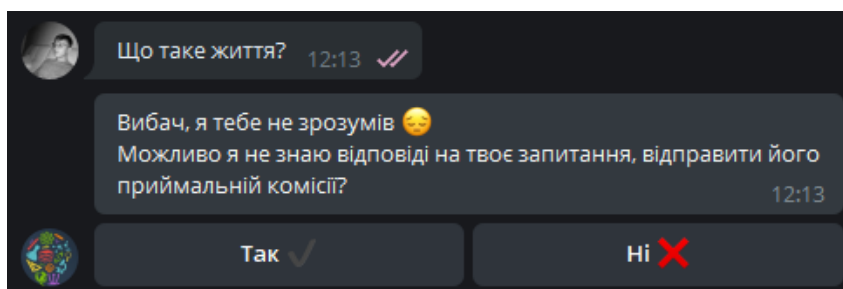 Що таке життя? 12:13
Вибач, я тебе не зрозумів 😔
Можливо я не знаю відповіді на твоє запитання, відправити його
приймальній комісії?
12:13
Так ✔ Ні ❌